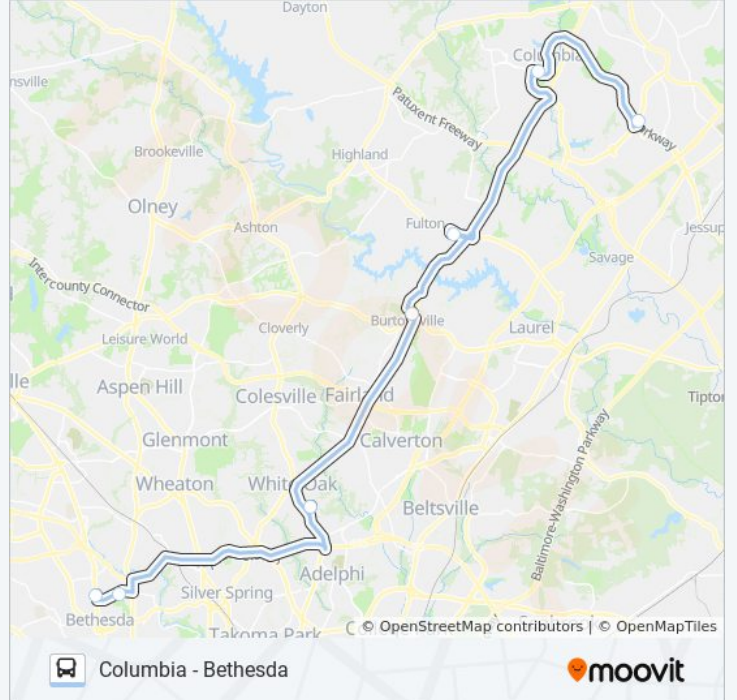 Dayton
nsville
Columbia
Patuxent Freeway
rkway
Brookeville
Highland
Olney
Ashton
Fulton
Jessup
Savage
Intercounty Connector
Burtonsville
Laurel
Cloverly
Leisure World
lle
Aspen Hill
Colesville
Fairland
Tipton
Glenmont
Calverton
Wheaton
White Oak
Beltsville
Baltimore-Washington Parkway
Adelphi
Silver Spring
Bethesda
Takoma Park
© OpenStreetMap contributors | © OpenMapTiles
Columbia - Bethesda
moovit